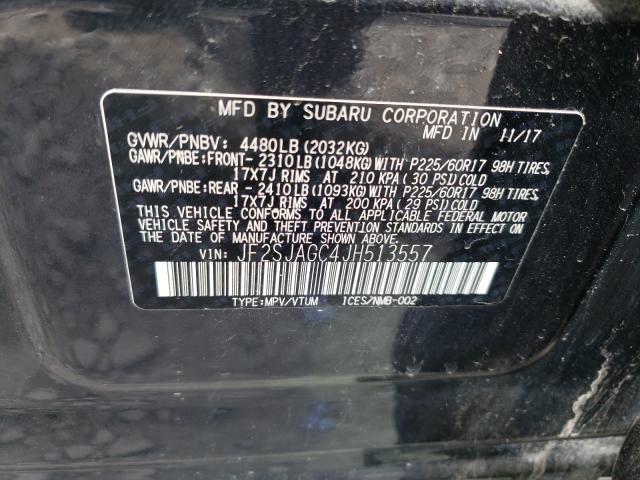 MFD BY SUBARU CORPORATION
MFD IN 11/17
GVWR/PNBV: 4480LB(2032KG)
GAWR/PNBE:FRONT- 2310LB(1048KG)WITH P225/60R17 98H TIRES,
17X7J RIMS AT 210 KPA( 30 PSI)COLD
GAWR/PNBE:REAR - 2410LB(1093KG)WITH P225/60R17 98H TIRES,
17X7J RIMS AT 200 KPA( 29 PSI)COLD
THIS VEHICLE CONFORMS TO ALL APPLICABLE FEDERAL MOTOR
VEHICLE SAFETY AND THEFT PREVENTION STANDARDS IN EFFECT
ON THE DATE OF MANUFACTURE SHOWN ABOVE.
VIN: JF2SJAGC4JH513557
TYPE:MPV/VTUM ICES/NMB-002